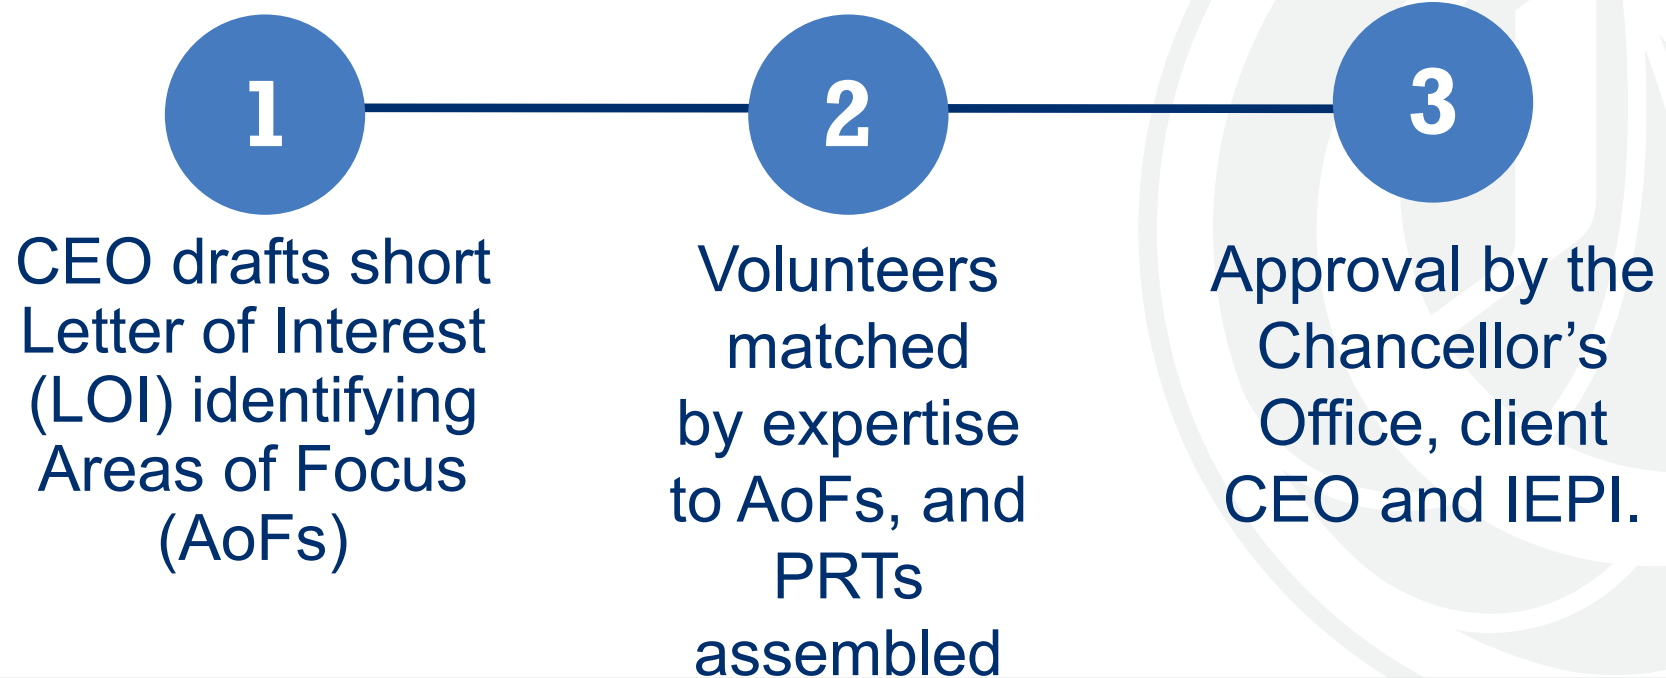 1
CEO drafts short
Letter of Interest
(LOI) identifying
Areas of Focus
(AoFs)
2
Volunteers
matched
by expertise
to AoFs, and
PRTs
assembled
3
Approval by the
Chancellor’s
Office, client
CEO and IEPI.